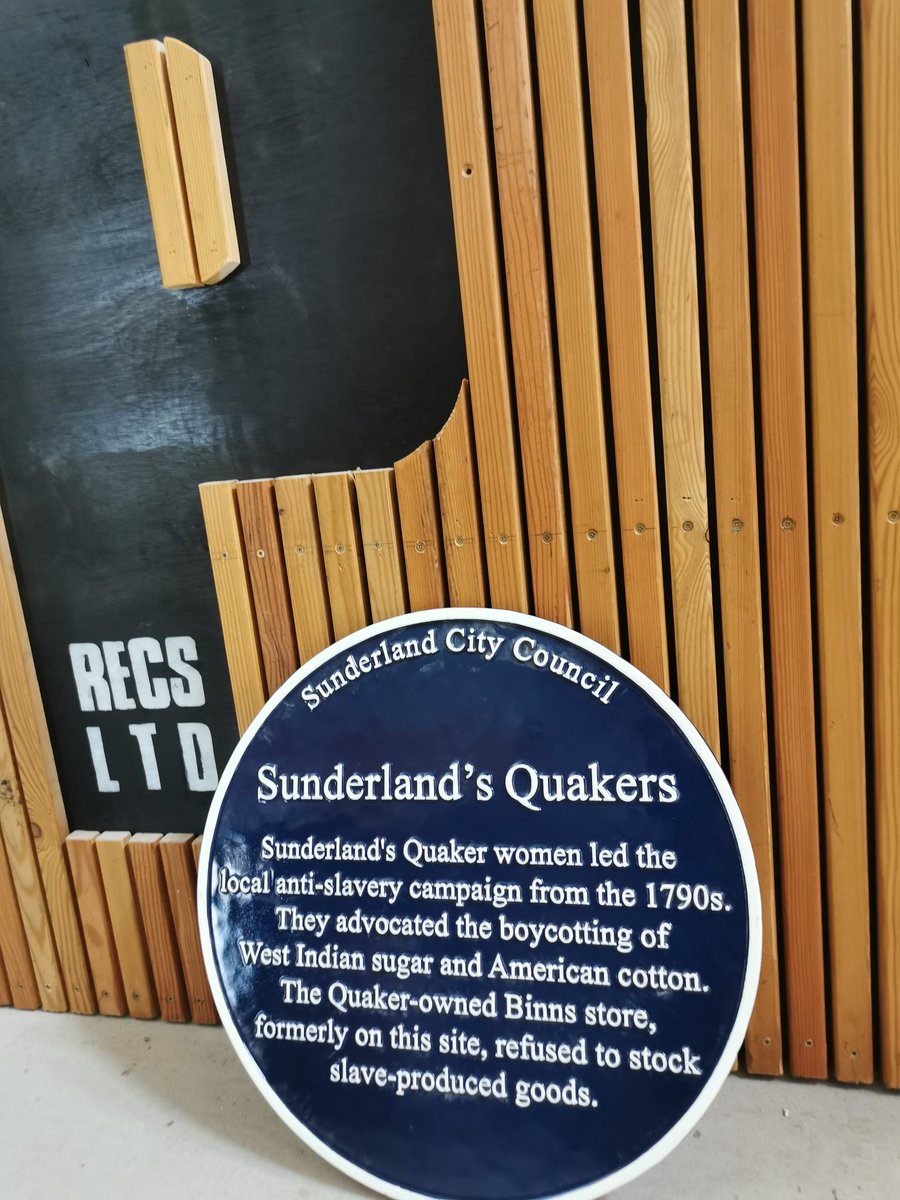 RECS
LTD
Sunderland City Council
Sunderland's Quakers
Sunderland's Quaker women led the
local anti-slavery campaign from the 1790s.
They advocated the boycotting of
West Indian sugar and American cotton.
The Quaker-owned Binns store,
formerly on this site, refused to stock
slave-produced goods.